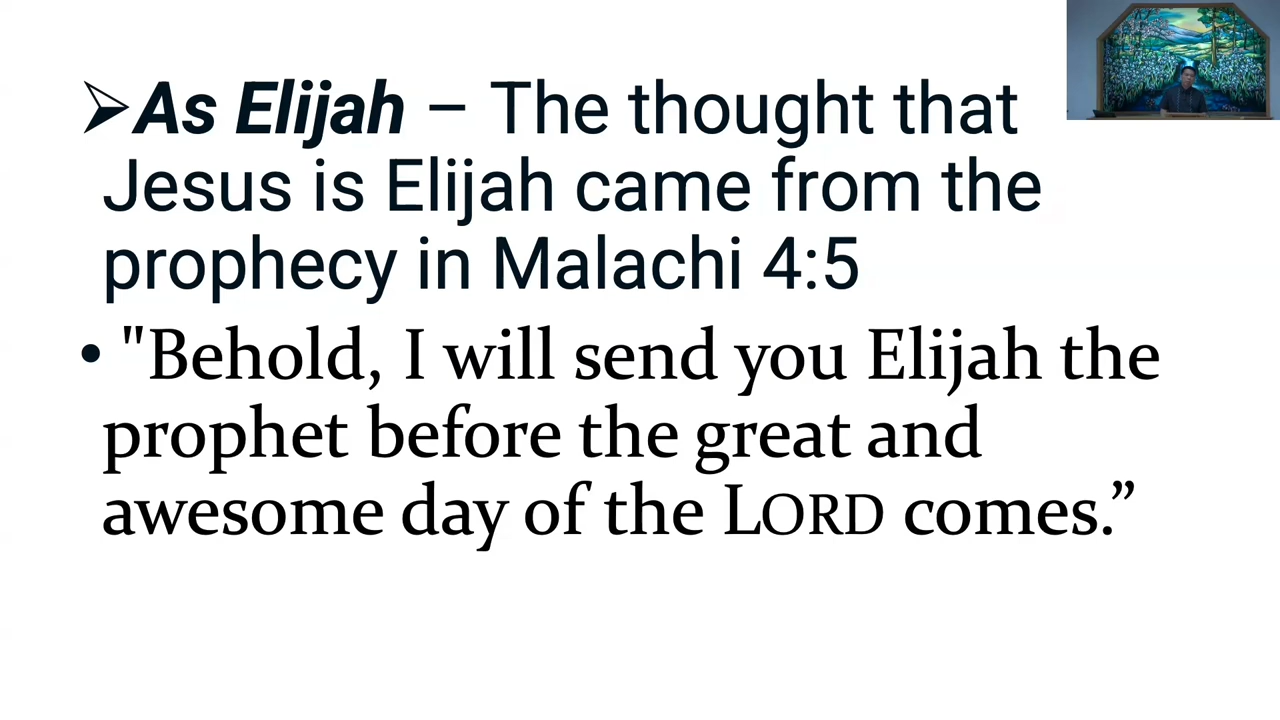 ➢As Elijah – The thought that
Jesus is Elijah came from the
prophecy in Malachi 4:5
• "Behold, I will send you Elijah the
prophet before the great and
awesome day of the LORD comes.”